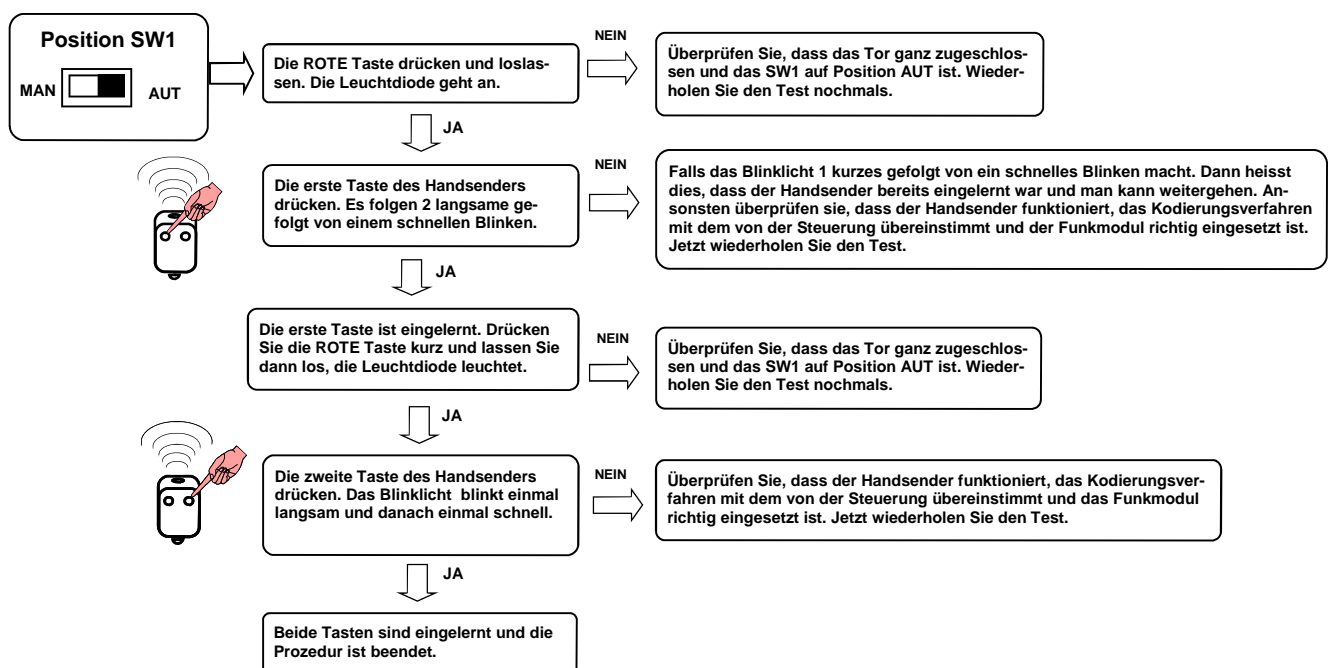 Position SW1
MAN
AUT
Die ROTE Taste drücken und loslas-
sen. Die Leuchtdiode geht an.
NEIN
Überprüfen Sie, dass das Tor ganz zugeschlos-
sen und das SW1 auf Position AUT ist. Wieder-
holen Sie den Test nochmals.
JA
Die erste Taste des Handsenders
drücken. Es folgen 2 langsame ge-
folgt von einem schnellen Blinken.
NEIN
Falls das Blinklicht 1 kurzes gefolgt von ein schnelles Blinken macht. Dann heisst
dies, dass der Handsender bereits eingelernt war und man kann weitergehen. An-
sonsten überprüfen sie, dass der Handsender funktioniert, das Kodierungsverfahren
mit dem von der Steuerung übereinstimmt und der Funkmodul richtig eingesetzt ist.
Jetzt wiederholen Sie den Test.
JA
Die erste Taste ist eingelernt. Drücken
Sie die ROTE Taste kurz und lassen Sie
dann los, die Leuchtdiode leuchtet.
NEIN
Überprüfen Sie, dass das Tor ganz zugeschlos-
sen und das SW1 auf Position AUT ist. Wieder-
holen Sie den Test nochmals.
JA
Die zweite Taste des Handsenders
drücken. Das Blinklicht blinkt einmal
langsam und danach einmal schnell.
NEIN
Überprüfen Sie, dass der Handsender funktioniert, das Kodierungsver-
fahren mit dem von der Steuerung übereinstimmt und das Funkmodul
richtig eingesetzt ist. Jetzt wiederholen Sie den Test.
JA
Beide Tasten sind eingelernt und die
Prozedur ist beendet.